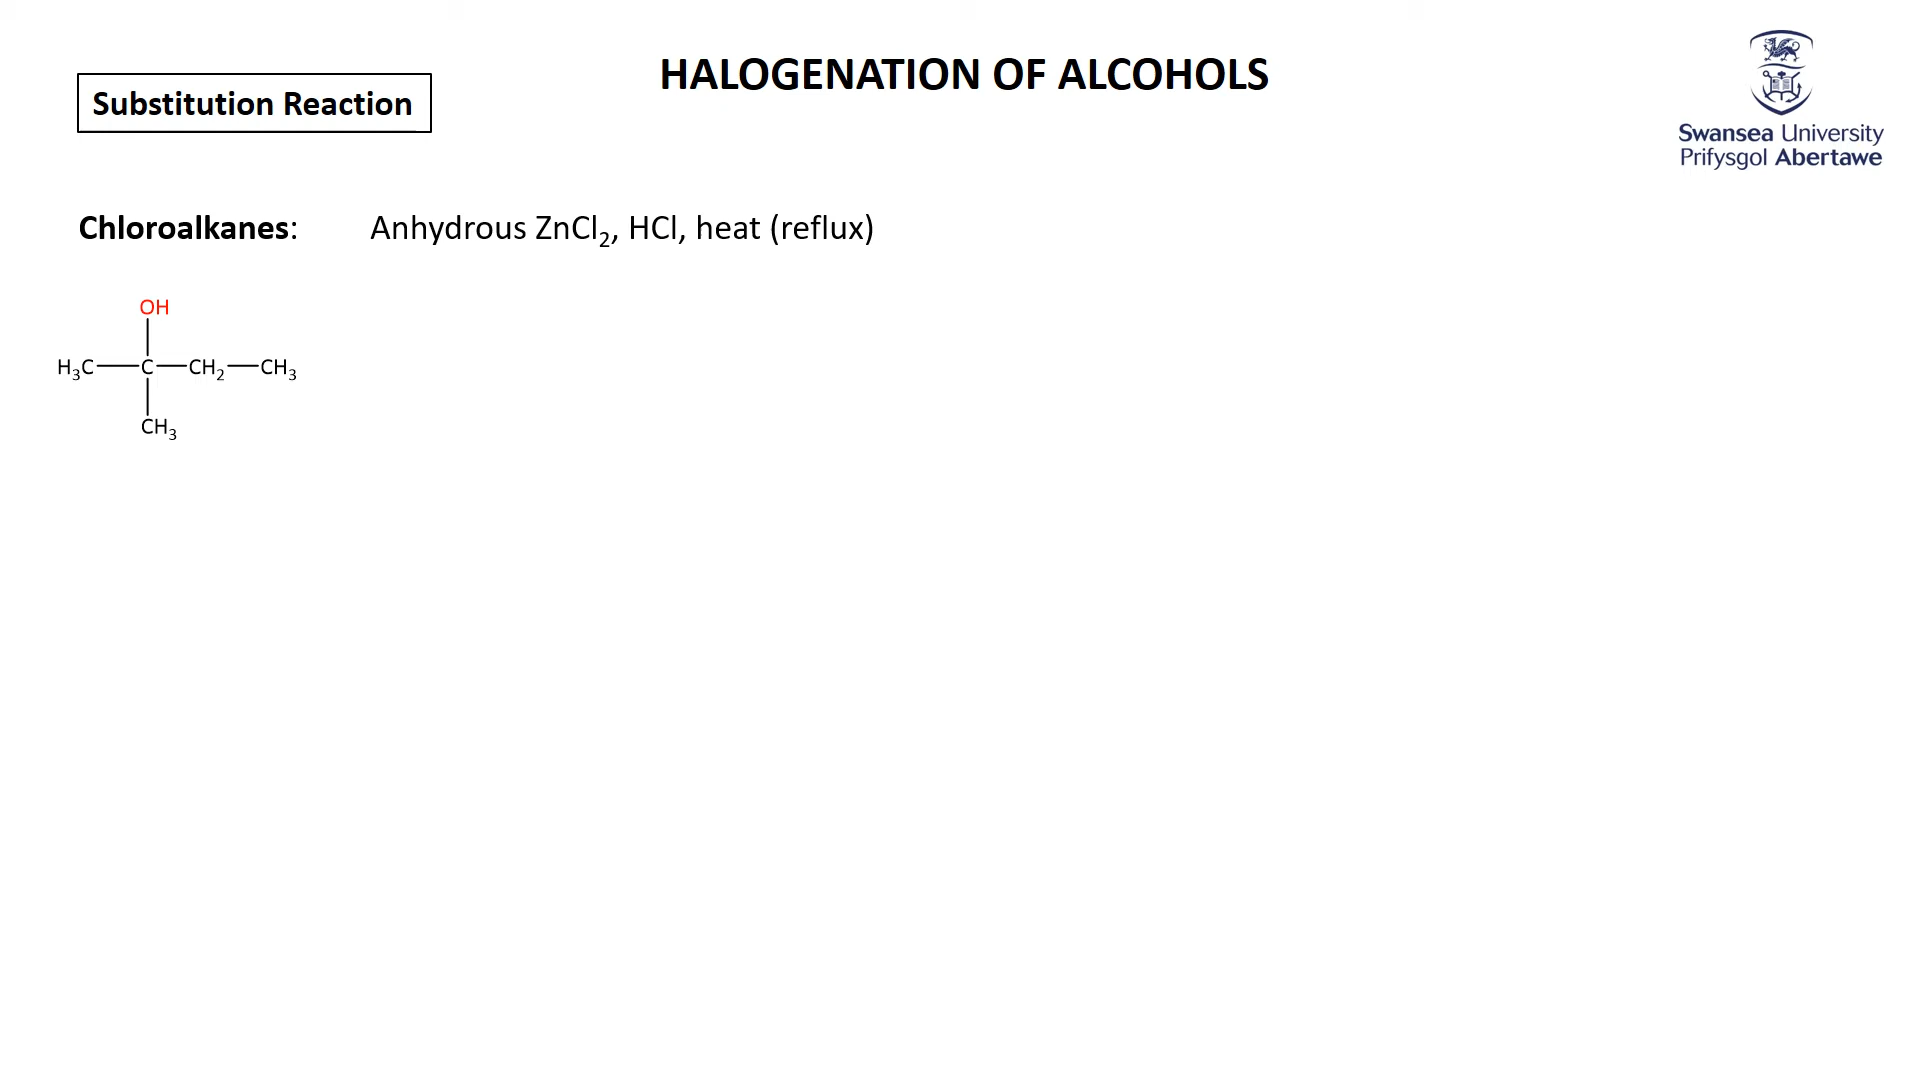 HALOGENATION OF ALCOHOLS
Substitution Reaction
Swansea University
Prifysgol Abertawe
Chloroalkanes: Anhydrous ZnCl₂, HCl, heat (reflux)
OH
H₃C—C—CH₂—CH₃
CH₃